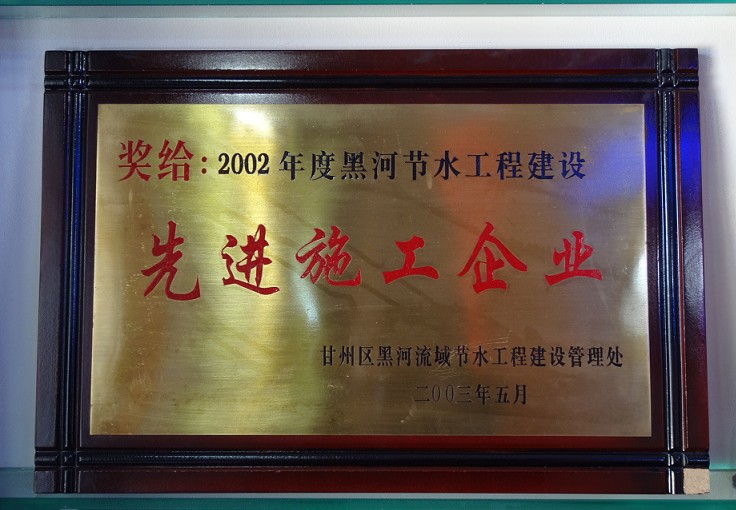 奖给：2002年度黑河节水工程建设
先进施工企业
甘州区黑河流域节水工程建设管理处
二00三年五月